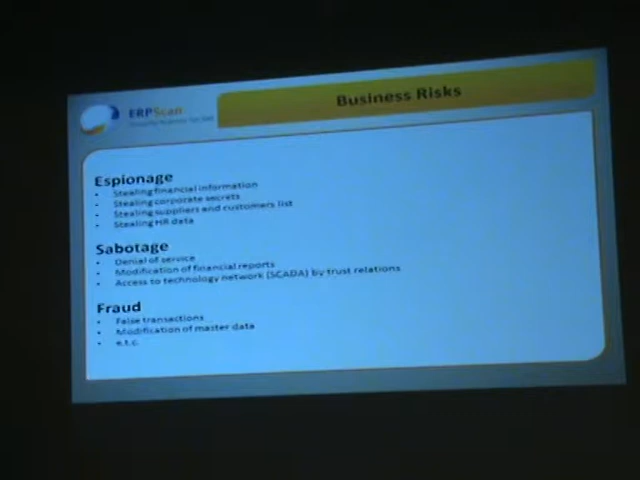 ERPScan
Business Risks
Espionage
• Stealing financial information
• Stealing corporate secrets
• Stealing suppliers and customers list
• Stealing HR data
Sabotage
• Denial of service
• Modification of financial reports
• Access to technology network (SCADA) by trust relations
Fraud
• False transactions
• Modification of master data
• e.t.c.